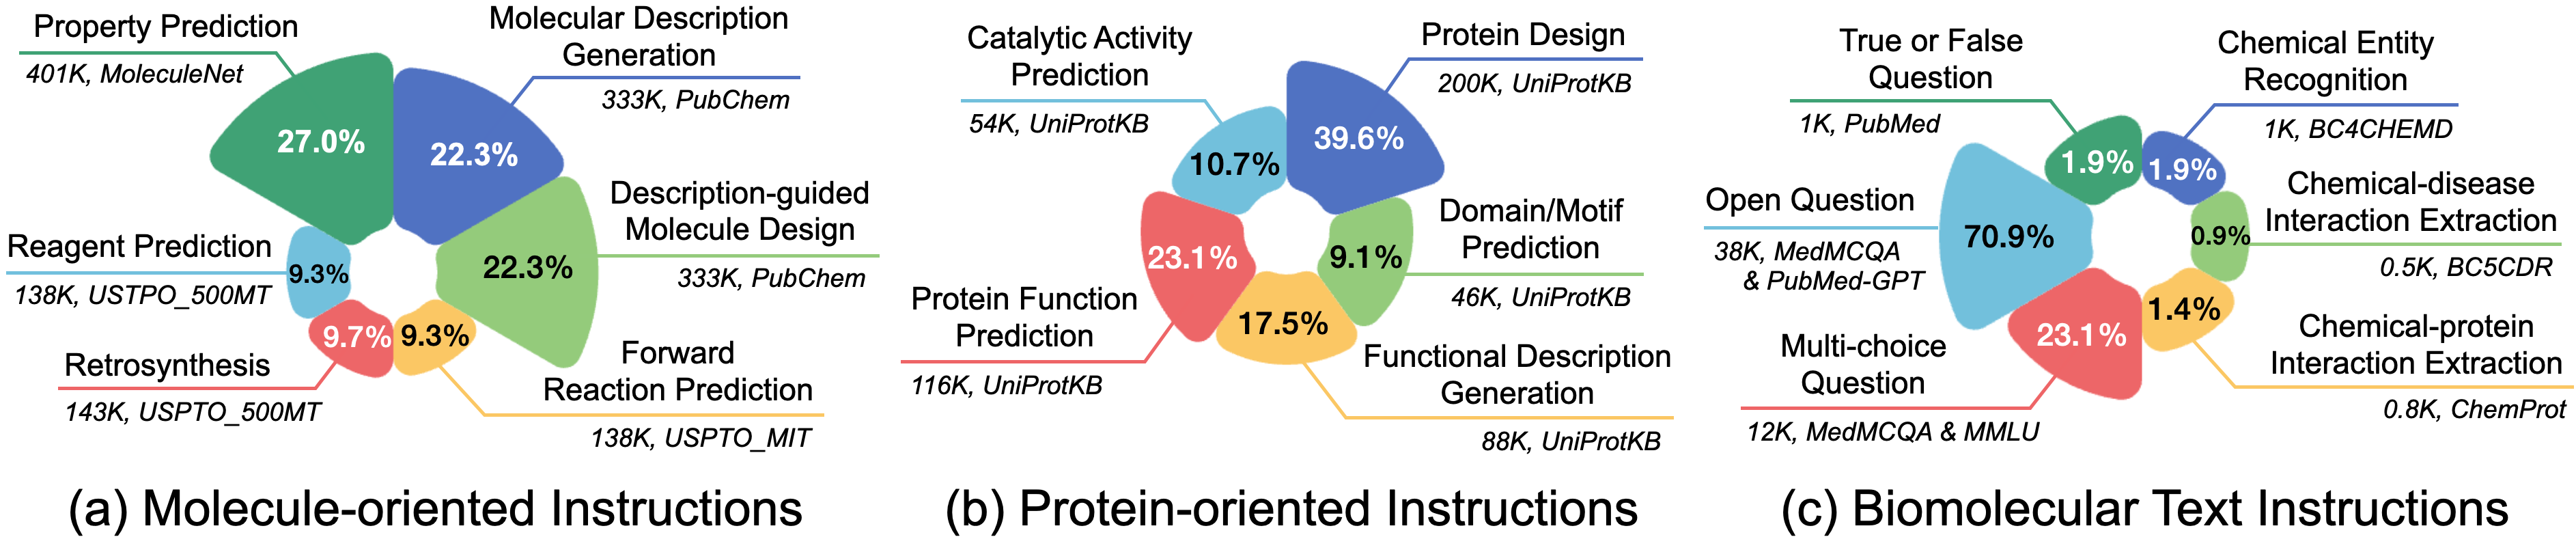 Property Prediction
401K, MoleculeNet
27.0%
Molecular Description
Generation
333K, PubChem
22.3%
Description-guided
Molecule Design
333K, PubChem
22.3%
Reagent Prediction
138K, USTPO_500MT
9.3%
Retrosynthesis
143K, USPTO_500MT
9.7%
Forward
Reaction Prediction
138K, USPTO_MIT
9.3%
(a) Molecule-oriented Instructions
Catalytic Activity
Prediction
54K, UniProtKB
10.7%
Protein Design
200K, UniProtKB
39.6%
Domain/Motif
Prediction
46K, UniProtKB
9.1%
Protein Function
Prediction
116K, UniProtKB
23.1%
Functional Description
Generation
88K, UniProtKB
17.5%
(b) Protein-oriented Instructions
True or False
Question
1K, PubMed
1.9%
Chemical Entity
Recognition
1K, BC4CHEMD
1.9%
Open Question
38K, MedMCQA
& PubMed-GPT
70.9%
Chemical-disease
Interaction Extraction
0.5K, BC5CDR
0.9%
Multi-choice
Question
12K, MedMCQA & MMLU
23.1%
Chemical-protein
Interaction Extraction
0.8K, ChemProt
1.4%
(c) Biomolecular Text Instructions